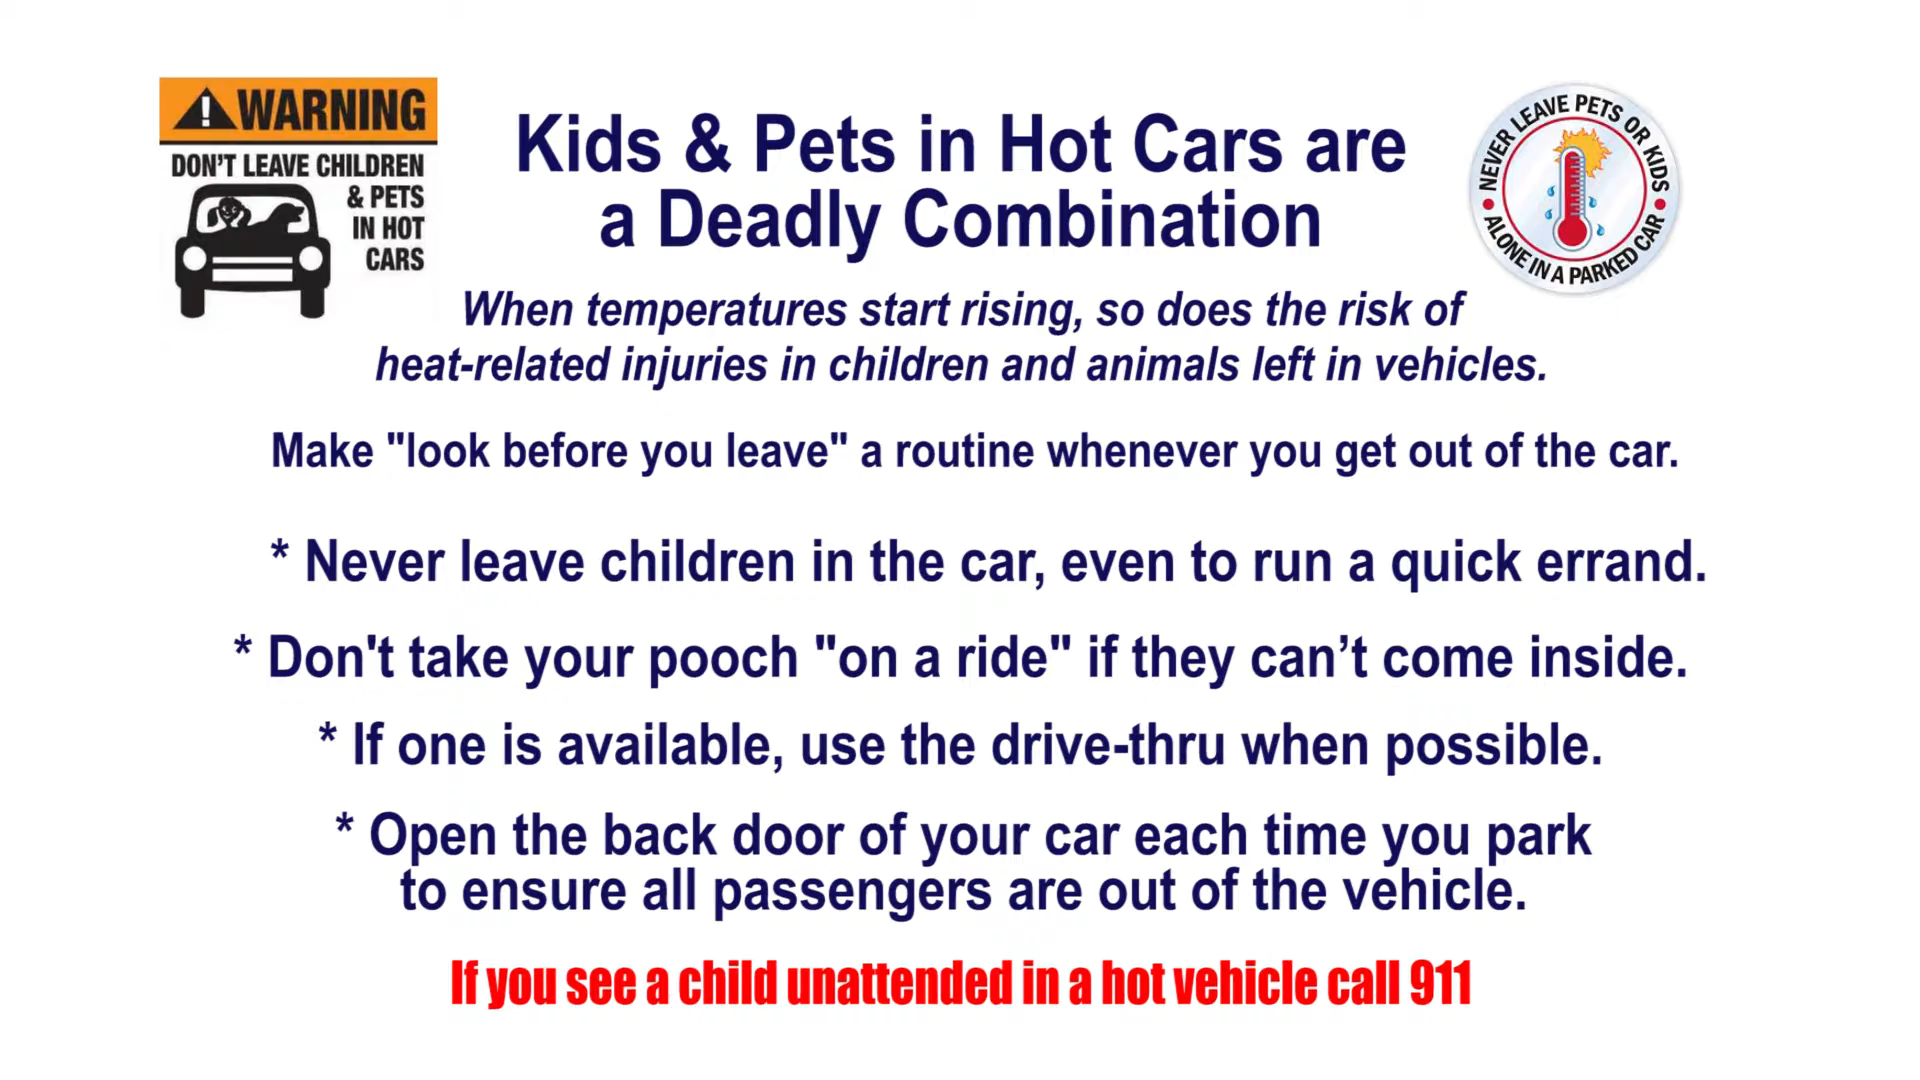 WARNING
DON'T LEAVE CHILDREN
& PETS
IN HOT
CARS
Kids & Pets in Hot Cars are
a Deadly Combination
NEVER LEAVE PETS OR KIDS
ALONE IN A PARKED CAR
When temperatures start rising, so does the risk of
heat-related injuries in children and animals left in vehicles.
Make "look before you leave" a routine whenever you get out of the car.
* Never leave children in the car, even to run a quick errand.
* Don't take your pooch "on a ride" if they can’t come inside.
* If one is available, use the drive-thru when possible.
* Open the back door of your car each time you park
to ensure all passengers are out of the vehicle.
If you see a child unattended in a hot vehicle call 911